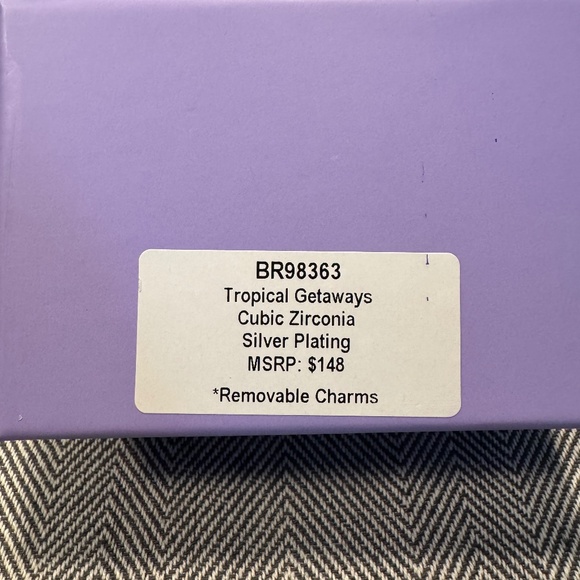 BR98363
Tropical Getaways
Cubic Zirconia
Silver Plating
MSRP: $148
*Removable Charms